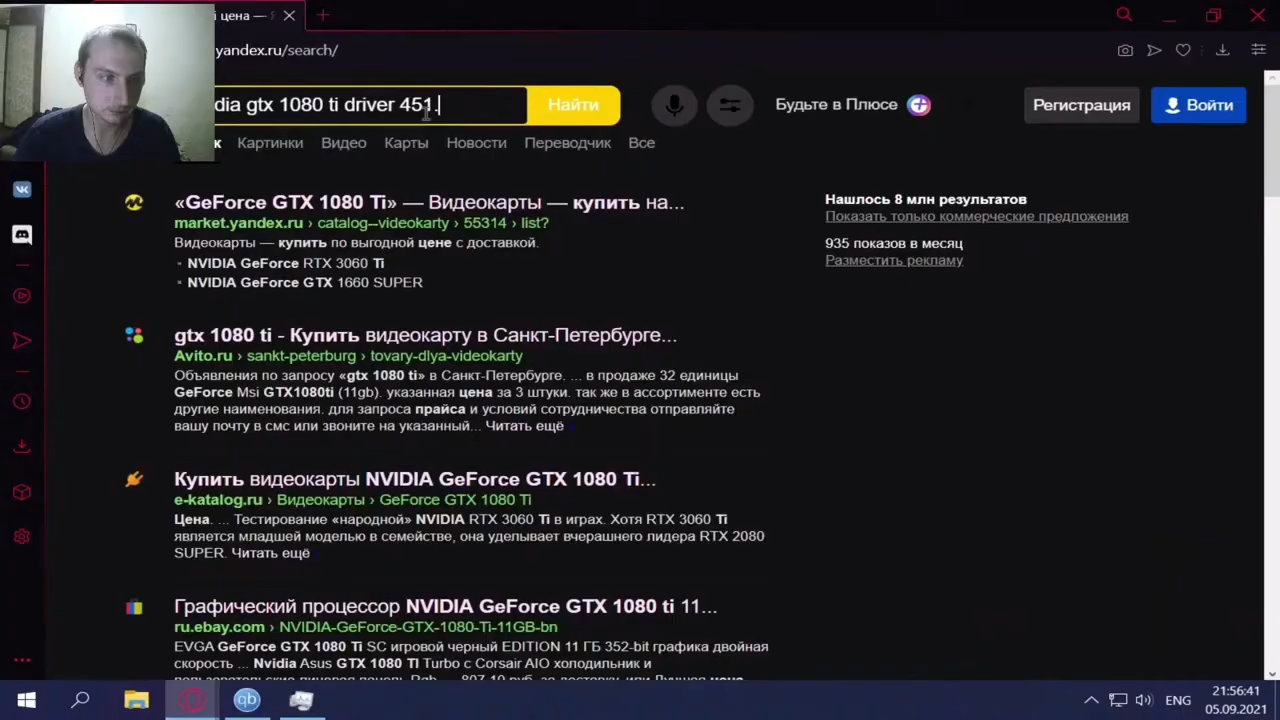 й цена —
yandex.ru/search/
dia gtx 1080 ti driver 451.
Найти
Будьте в Плюсе
Регистрация
Войти
к Картинки Видео Карты Новости Переводчик Все
«GeForce GTX 1080 Ti» — Видеокарты — купить на...
market.yandex.ru › catalog--videokarty › 55314 › list?
Видеокарты — купить по выгодной цене с доставкой.
NVIDIA GeForce RTX 3060 Ti
NVIDIA GeForce GTX 1660 SUPER
Нашлось 8 млн результатов
Показать только коммерческие предложения
935 показов в месяц
Разместить рекламу
gtx 1080 ti - Купить видеокарту в Санкт-Петербурге...
Avito.ru › sankt-peterburg › tovary-dlya-videokarty
Объявления по запросу «gtx 1080 ti» в Санкт-Петербурге. ... в продаже 32 единицы
GeForce Msi GTX1080ti (11gb). указанная цена за 3 штуки. так же в ассортименте есть
другие наименования. для запроса прайса и условий сотрудничества отправляйте
вашу почту в смс или звоните на указанный... Читать ещё
Купить видеокарты NVIDIA GeForce GTX 1080 Ti...
e-katalog.ru › Видеокарты › GeForce GTX 1080 Ti
Цена. ... Тестирование «народной» NVIDIA RTX 3060 Ti в играх. Хотя RTX 3060 Ti
является младшей моделью в семействе, она уделывает вчерашнего лидера RTX 2080
SUPER. Читать ещё
Графический процессор NVIDIA GeForce GTX 1080 ti 11...
ru.ebay.com › NVIDIA-GeForce-GTX-1080-Ti-11GB-bn
EVGA GeForce GTX 1080 Ti SC игровой черный EDITION 11 ГБ 352-bit графика двойная
скорость ... Nvidia Asus GTX 1080 TI Turbo с Corsair AIO холодильник и
qb
ENG
21:56:41
05.09.2021